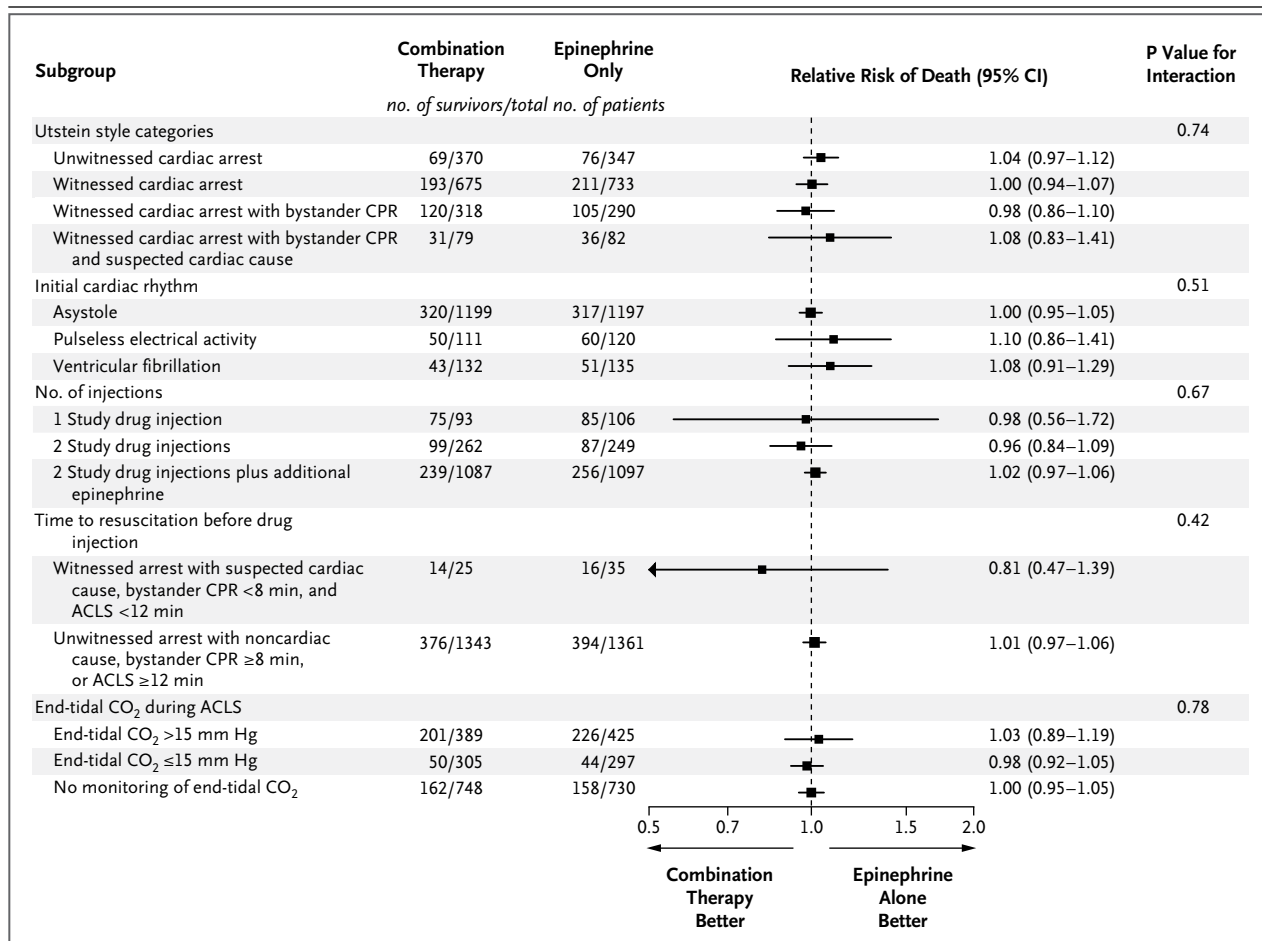 Subgroup Combination Therapy Epinephrine Only Relative Risk of Death (95% CI) P Value for Interaction
no. of survivors/total no. of patients
Utstein style categories 0.74
Unwitnessed cardiac arrest 69/370 76/347 1.04 (0.97–1.12)
Witnessed cardiac arrest 193/675 211/733 1.00 (0.94–1.07)
Witnessed cardiac arrest with bystander CPR 120/318 105/290 0.98 (0.86–1.10)
Witnessed cardiac arrest with bystander CPR 31/79 36/82 1.08 (0.83–1.41)
and suspected cardiac cause
Initial cardiac rhythm 0.51
Asystole 320/1199 317/1197 1.00 (0.95–1.05)
Pulseless electrical activity 50/111 60/120 1.10 (0.86–1.41)
Ventricular fibrillation 43/132 51/135 1.08 (0.91–1.29)
No. of injections 0.67
1 Study drug injection 75/93 85/106 0.98 (0.56–1.72)
2 Study drug injections 99/262 87/249 0.96 (0.84–1.09)
2 Study drug injections plus additional 239/1087 256/1097 1.02 (0.97–1.06)
epinephrine
Time to resuscitation before drug 0.42
injection
Witnessed arrest with suspected cardiac 14/25 16/35 0.81 (0.47–1.39)
cause, bystander CPR <8 min, and
ACLS <12 min
Unwitnessed arrest with noncardiac 376/1343 394/1361 1.01 (0.97–1.06)
cause, bystander CPR ≥8 min,
or ACLS ≥12 min
End-tidal CO₂ during ACLS 0.78
End-tidal CO₂ >15 mm Hg 201/389 226/425 1.03 (0.89–1.19)
End-tidal CO₂ ≤15 mm Hg 50/305 44/297 0.98 (0.92–1.05)
No monitoring of end-tidal CO₂ 162/748 158/730 1.00 (0.95–1.05)
0.5 0.7 1.0 1.5 2.0
Combination Therapy Better
Epinephrine Alone Better